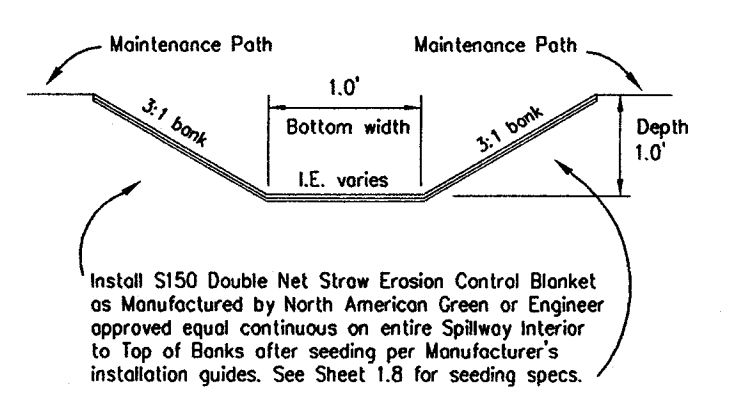 Maintenance Path
Maintenance Path
1.0'
3:1 bank
Bottom width
3:1 bank
Depth
1.0'
I.E. varies
Install S150 Double Net Straw Erosion Control Blanket
as Manufactured by North American Green or Engineer
approved equal continuous on entire Spillway Interior
to Top of Banks after seeding per Manufacturer's
installation guides. See Sheet 1.8 for seeding specs.